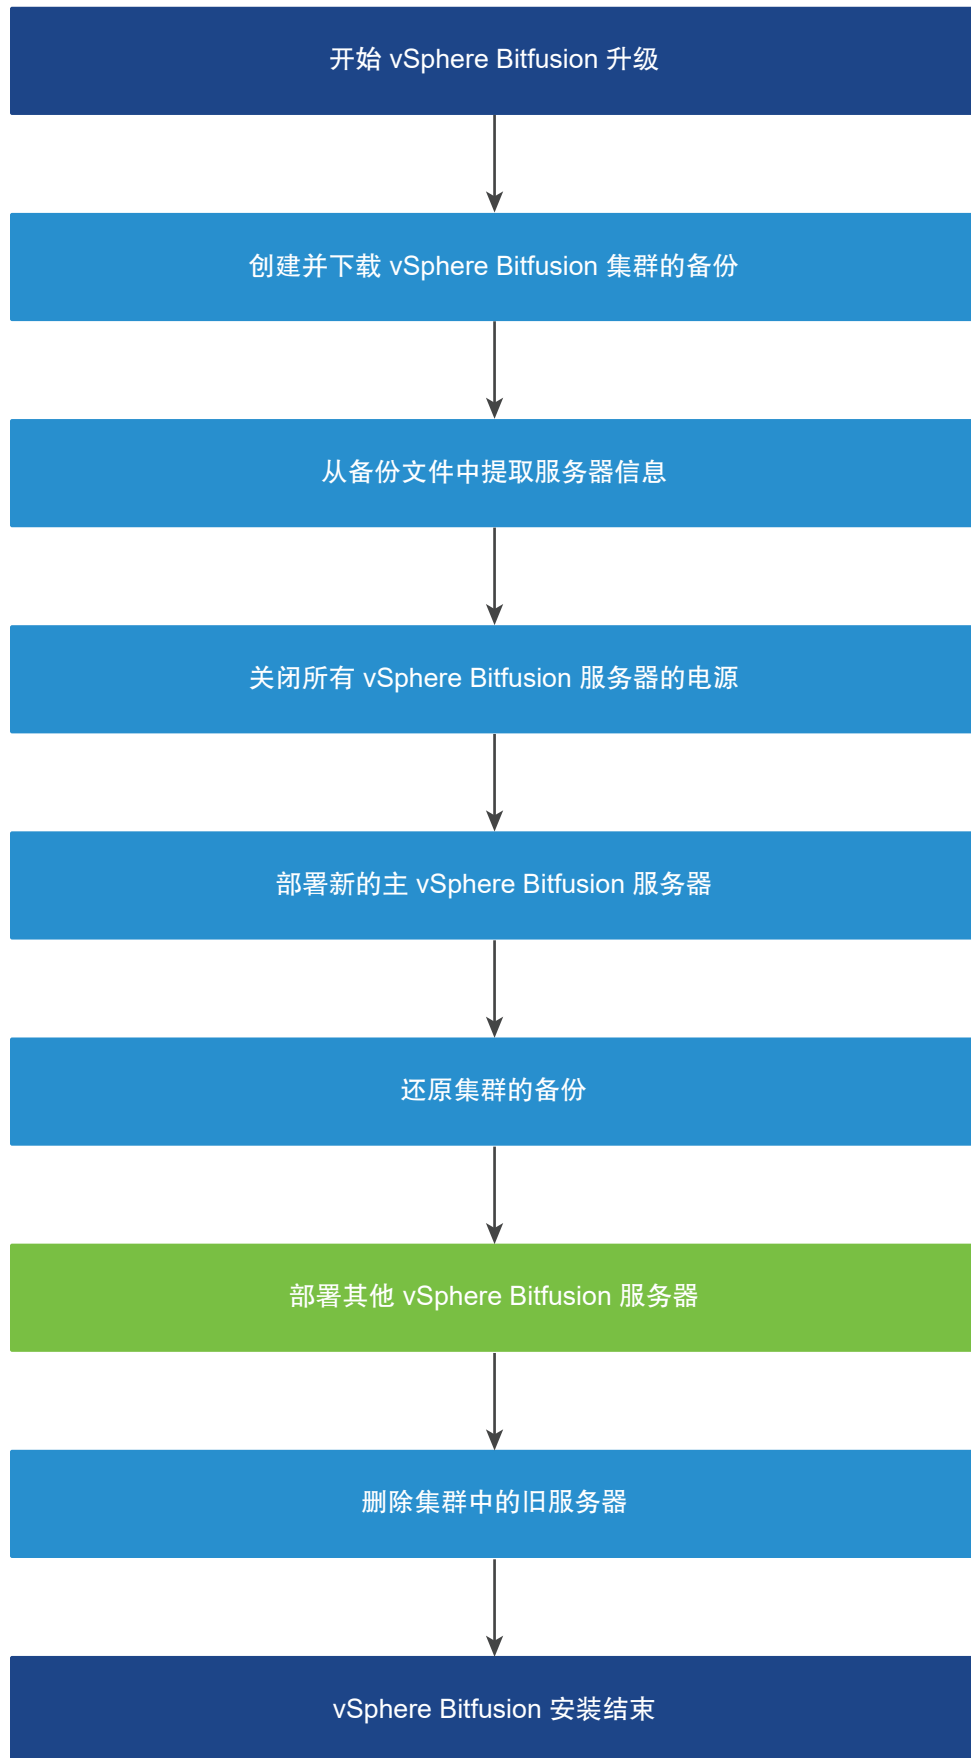 开始 vSphere Bitfusion 升级
创建并下载 vSphere Bitfusion 集群的备份
从备份文件中提取服务器信息
关闭所有 vSphere Bitfusion 服务器的电源
部署新的主 vSphere Bitfusion 服务器
还原集群的备份
部署其他 vSphere Bitfusion 服务器
删除集群中的旧服务器
vSphere Bitfusion 安装结束